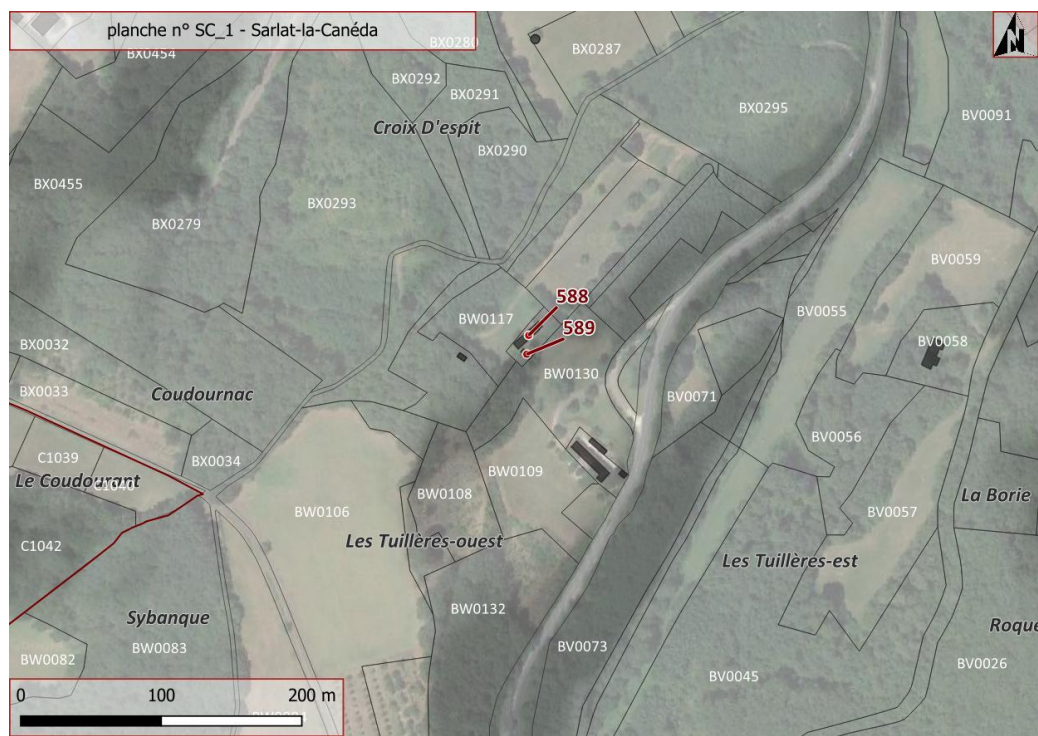 planche n° SC_1 - Sarlat-la-Canéda
N
BX0280
BX0287
BX0454
BX0292
BX0291
BX0295
BV0091
Croix D'espit
BX0290
BX0455
BX0293
BX0279
BV0059
588
BV0055
BW0117
589
BX0032
BV0058
BW0130
BX0033
Coudournac
BV0071
BV0056
C1039
BX0034
BW0109
Le Coudourant
C1040
BW0108
La Borie
BW0106
BV0057
Les Tuillères-ouest
C1042
Les Tuillères-est
BW0132
Sybanque
Roque
BW0083
BV0073
BW0082
BV0026
BV0045
0 100 200 m